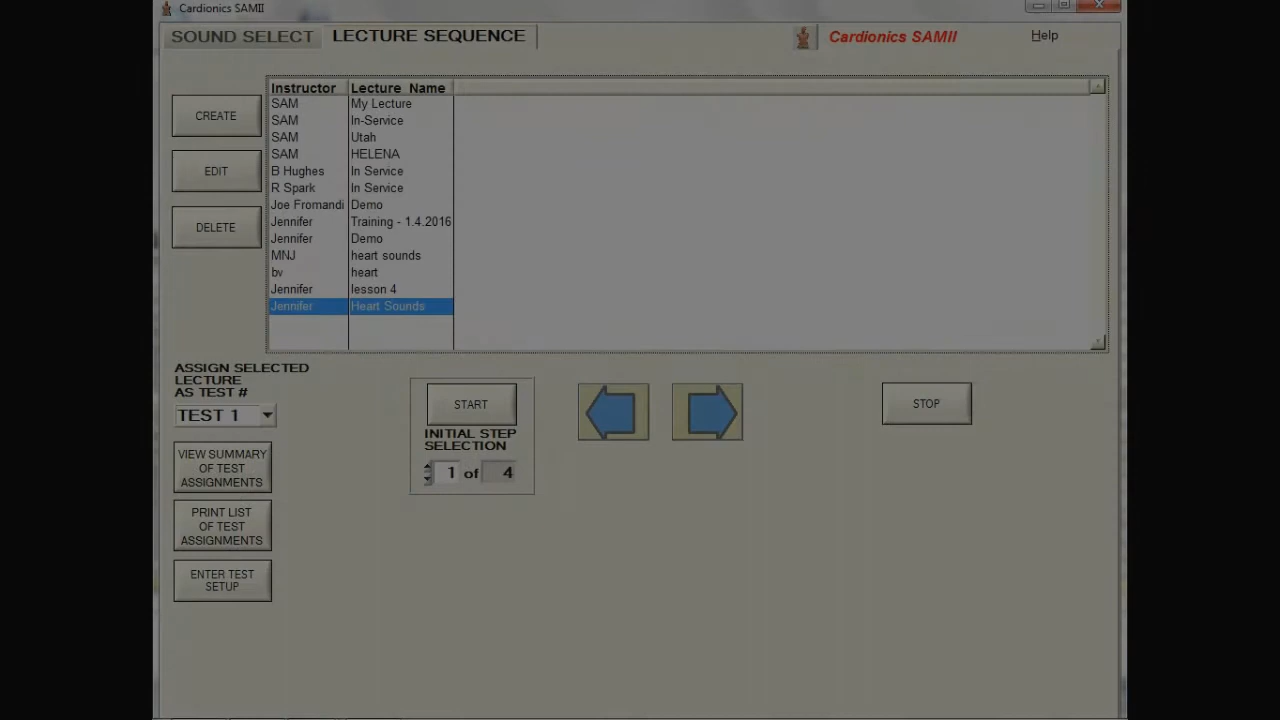 Cardionics SAMII
SOUND SELECT LECTURE SEQUENCE Cardionics SAMII Help
Instructor Lecture Name
SAM My Lecture
SAM In-Service
SAM Utah
SAM HELENA
B Hughes In Service
R Spark In Service
Joe Fromandi Demo
Jennifer Training - 1.4.2016
Jennifer Demo
MNJ heart sounds
bv heart
Jennifer lesson 4
Jennifer Heart Sounds
CREATE
EDIT
DELETE
ASSIGN SELECTED
LECTURE
AS TEST #
TEST 1
VIEW SUMMARY
OF TEST
ASSIGNMENTS
PRINT LIST
OF TEST
ASSIGNMENTS
ENTER TEST
SETUP
START
INITIAL STEP
SELECTION
1 of 4
STOP